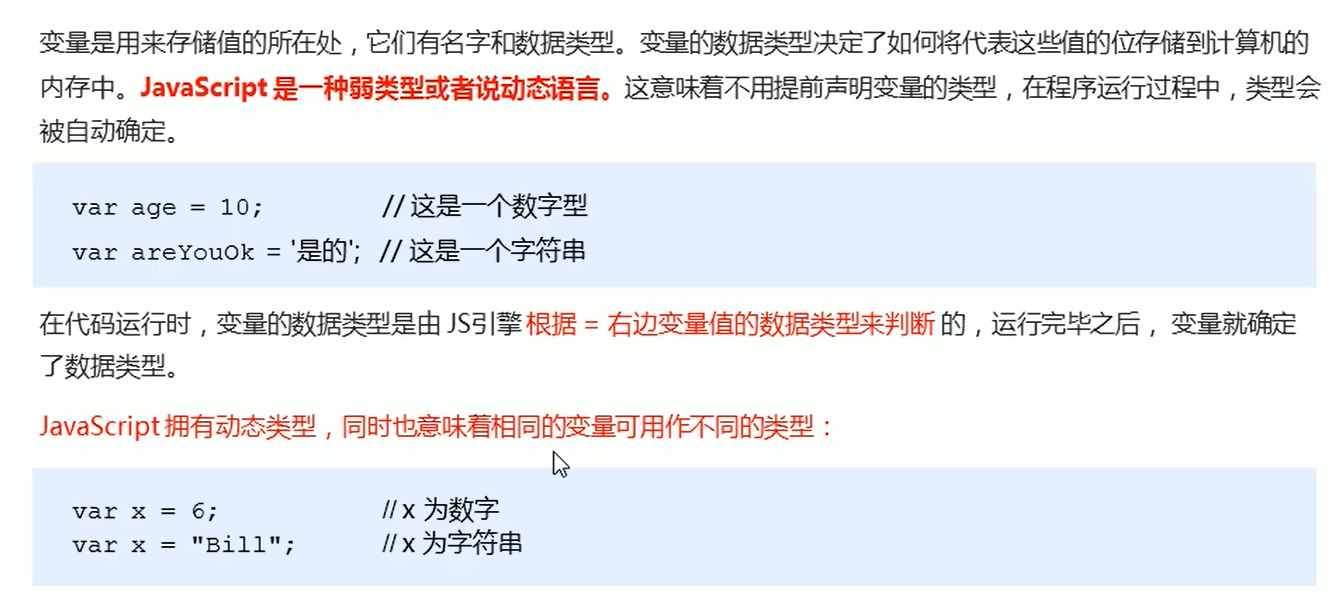 变量是用来存储值的所在处，它们有名字和数据类型。变量的数据类型决定了如何将代表这些值的位存储到计算机的
内存中。JavaScript 是一种弱类型或者说动态语言。这意味着不用提前声明变量的类型，在程序运行过程中，类型会
被自动确定。
var age = 10; // 这是一个数字型
var areYouOk = '是的'; // 这是一个字符串
在代码运行时，变量的数据类型是由 JS引擎 根据 = 右边变量值的数据类型来判断 的，运行完毕之后， 变量就确定
了数据类型。
JavaScript 拥有动态类型，同时也意味着相同的变量可用作不同的类型：
var x = 6; // x 为数字
var x = "Bill"; // x 为字符串